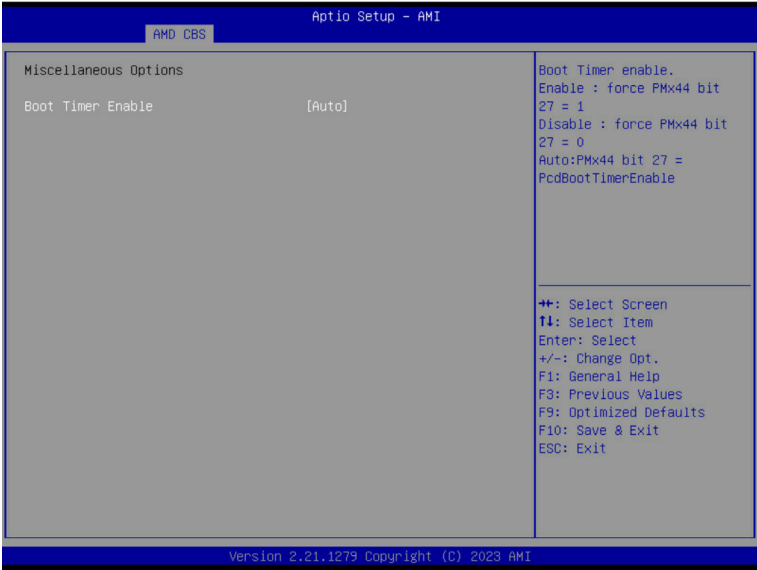 Aptio Setup – AMI
AMD CBS
Miscellaneous Options
Boot Timer Enable [Auto]
Boot Timer enable.
Enable : force PMx44 bit
27 = 1
Disable : force PMx44 bit
27 = 0
Auto:PMx44 bit 27 =
PcdBootTimerEnable
→←: Select Screen
↑↓: Select Item
Enter: Select
+/-: Change Opt.
F1: General Help
F3: Previous Values
F9: Optimized Defaults
F10: Save & Exit
ESC: Exit
Version 2.21.1279 Copyright (C) 2023 AMI